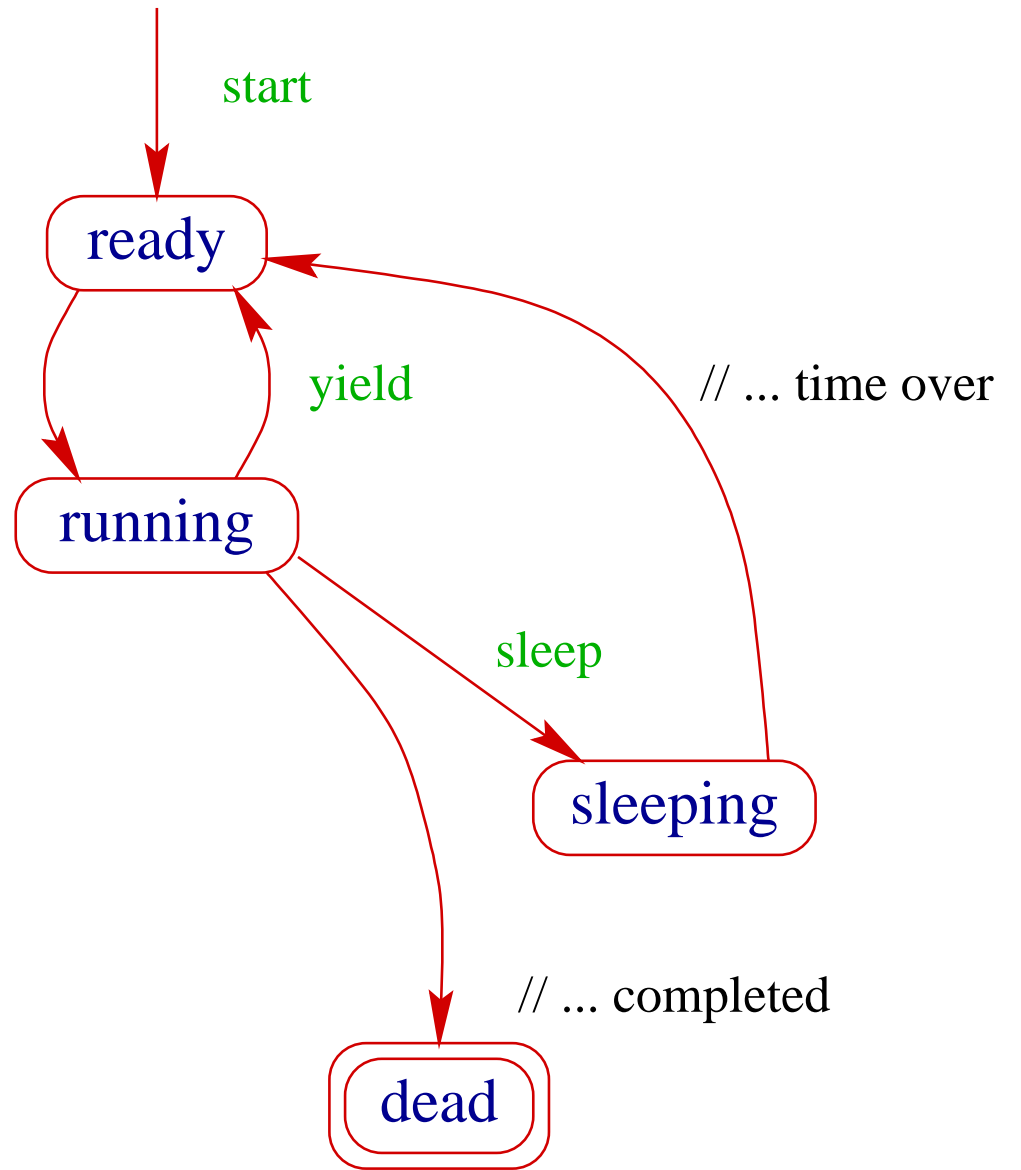 start
ready
yield
// ... time over
running
sleep
sleeping
// ... completed
dead